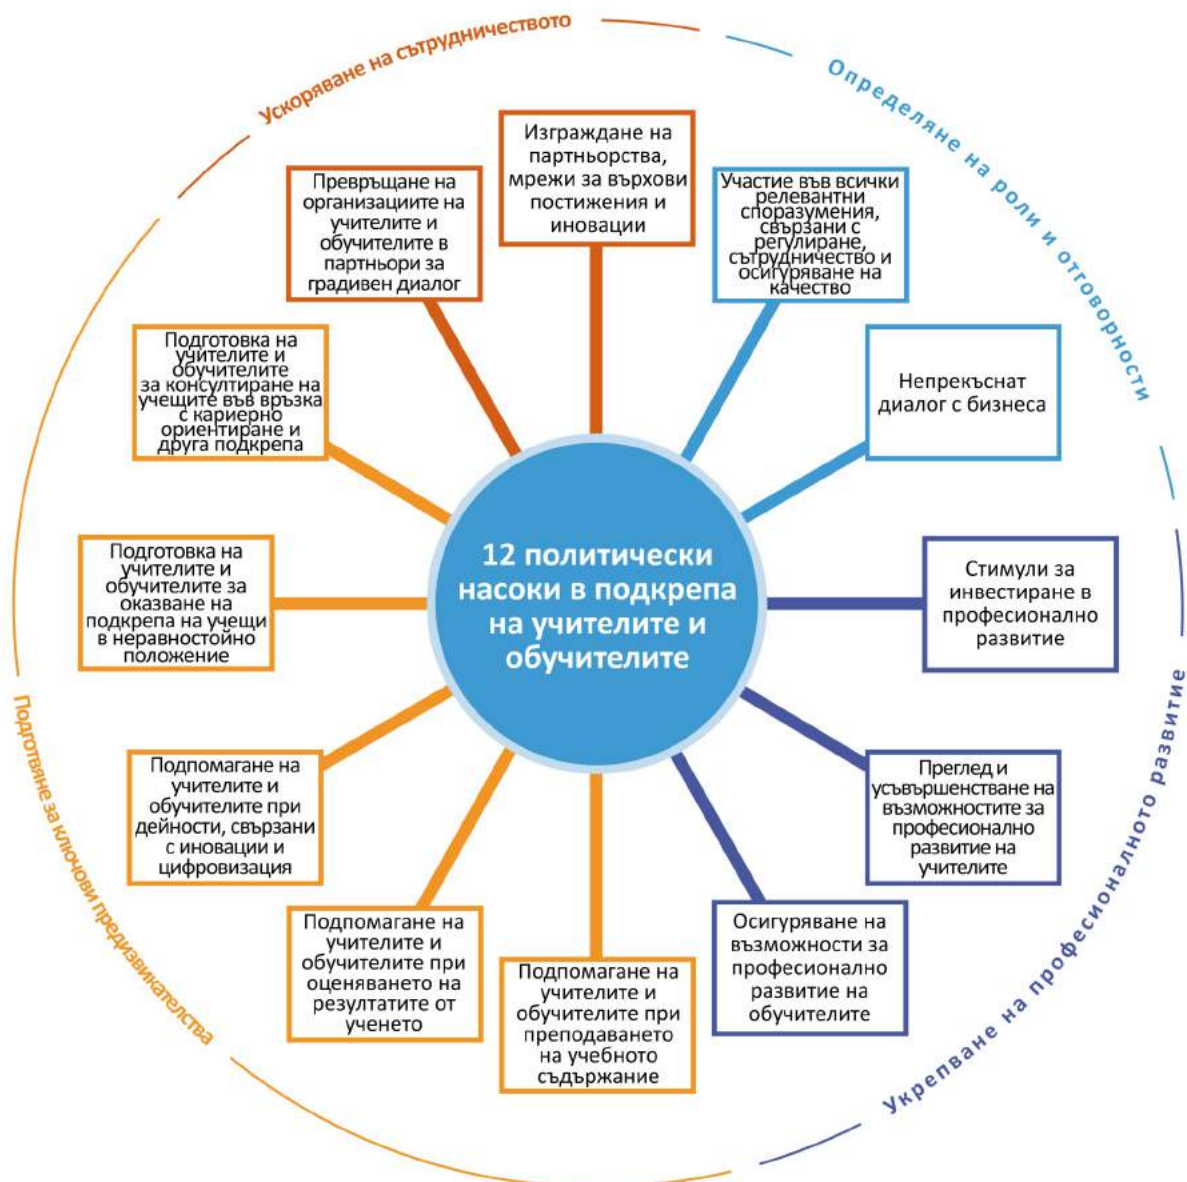 Ускоряване на сътрудничеството
Определяне на роли и отговорности
Изграждане на
партньорства,
мрежи за върхови
постижения и
иновации
Участие във всички
релевантни
споразумения,
свързани с
регулиране,
сътрудничество и
осигуряване на
качество
Непрекъснат
диалог с бизнеса
Стимули за
инвестиране в
професионално
развитие
Преглед и
усъвършенстване на
възможностите за
професионално
развитие на
учителите
Осигуряване на
възможности за
професионално
развитие на
обучителите
Подпомагане на
учителите и
обучителите при
преподаването
на учебното
съдържание
Подпомагане на
учителите и
обучителите при
оценяването на
резултатите от
ученето
Подпомагане на
учителите и
обучителите при
дейности, свързани
с иновации и
цифровизация
Подготовка на
учителите и
обучителите за
оказване на
подкрепа на учещи
в неравностойно
положение
Подготовка на
учителите и
обучителите
за консултиране на
учещите във връзка
с кариерно
ориентиране и
друга подкрепа
Превръщане на
организациите на
учителите и
обучителите в
партньори за
градивен диалог
12 политически
насоки в подкрепа
на учителите и
обучителите
Подготвяне за ключови предизвикателства
Укрепване на професионалното развитие